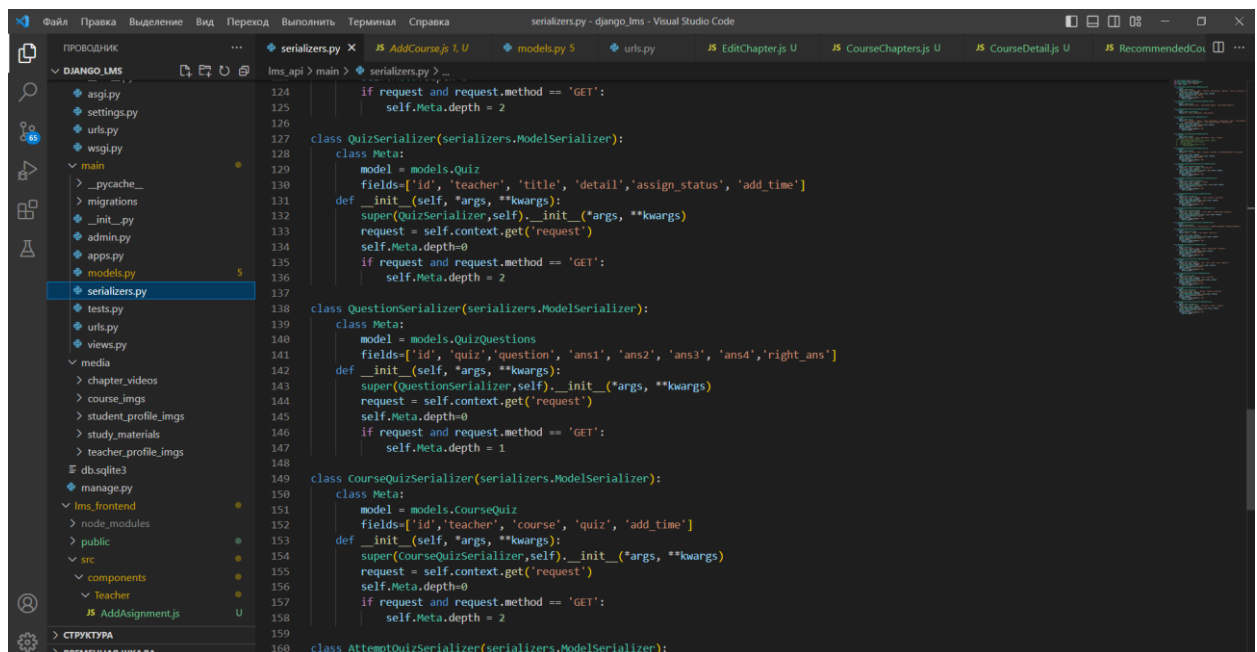 Файл Правка Выделение Вид Переход Выполнить Терминал Справка serializers.py - django_lms - Visual Studio Code
ПРОВОДНИК ...
serializers.py JS AddCourse.js 1, U models.py 5 urls.py JS EditChapter.js U JS CourseChapters.js U JS CourseDetail.js U JS RecommendedCou
DJANGO_LMS
asgi.py
settings.py
urls.py
wsgi.py
main
__pycache__
migrations
__init__.py
admin.py
apps.py
models.py 5
serializers.py
tests.py
urls.py
views.py
media
chapter_videos
course_imgs
student_profile_imgs
study_materials
teacher_profile_imgs
db.sqlite3
manage.py
lms_frontend
node_modules
public
src
components
Teacher
JS AddAsignment.js U
СТРУКТУРА
ВРЕМЕННАЯ ШКАЛА
65
lms_api > main > serializers.py > ...
124 if request and request.method == 'GET':
125 self.Meta.depth = 2
126
127 class QuizSerializer(serializers.ModelSerializer):
128 class Meta:
129 model = models.Quiz
130 fields=['id', 'teacher', 'title', 'detail','assign_status', 'add_time']
131 def __init__(self, *args, **kwargs):
132 super(QuizSerializer,self).__init__(*args, **kwargs)
133 request = self.context.get('request')
134 self.Meta.depth=0
135 if request and request.method == 'GET':
136 self.Meta.depth = 2
137
138 class QuestionSerializer(serializers.ModelSerializer):
139 class Meta:
140 model = models.QuizQuestions
141 fields=['id', 'quiz','question', 'ans1', 'ans2', 'ans3', 'ans4','right_ans']
142 def __init__(self, *args, **kwargs):
143 super(QuestionSerializer,self).__init__(*args, **kwargs)
144 request = self.context.get('request')
145 self.Meta.depth=0
146 if request and request.method == 'GET':
147 self.Meta.depth = 1
148
149 class CourseQuizSerializer(serializers.ModelSerializer):
150 class Meta:
151 model = models.CourseQuiz
152 fields=['id','teacher', 'course', 'quiz', 'add_time']
153 def __init__(self, *args, **kwargs):
154 super(CourseQuizSerializer,self).__init__(*args, **kwargs)
155 request = self.context.get('request')
156 self.Meta.depth=0
157 if request and request.method == 'GET':
158 self.Meta.depth = 2
159
160 class AttemptQuizSerializer(serializers.ModelSerializer):